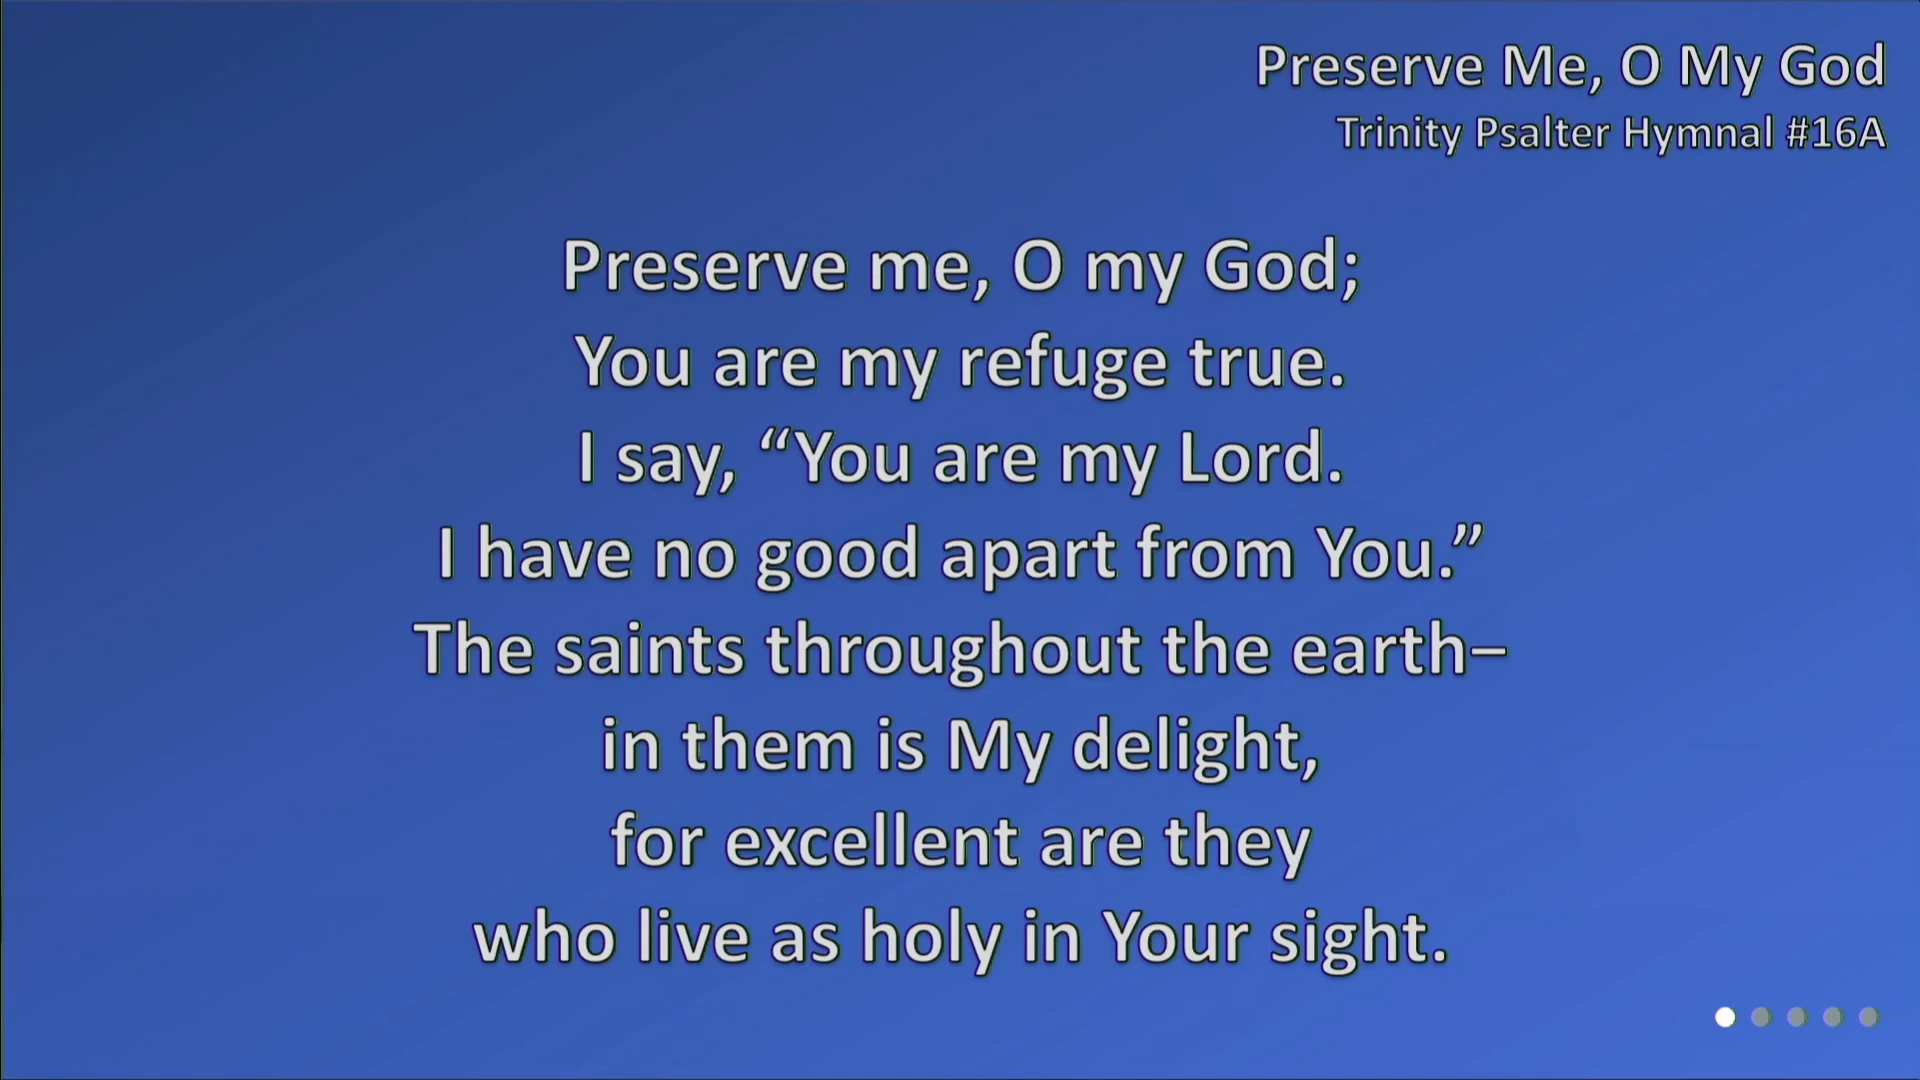 Preserve Me, O My God
Trinity Psalter Hymnal #16A
Preserve me, O my God;
You are my refuge true.
I say, “You are my Lord.
I have no good apart from You.”
The saints throughout the earth–
in them is My delight,
for excellent are they
who live as holy in Your sight.